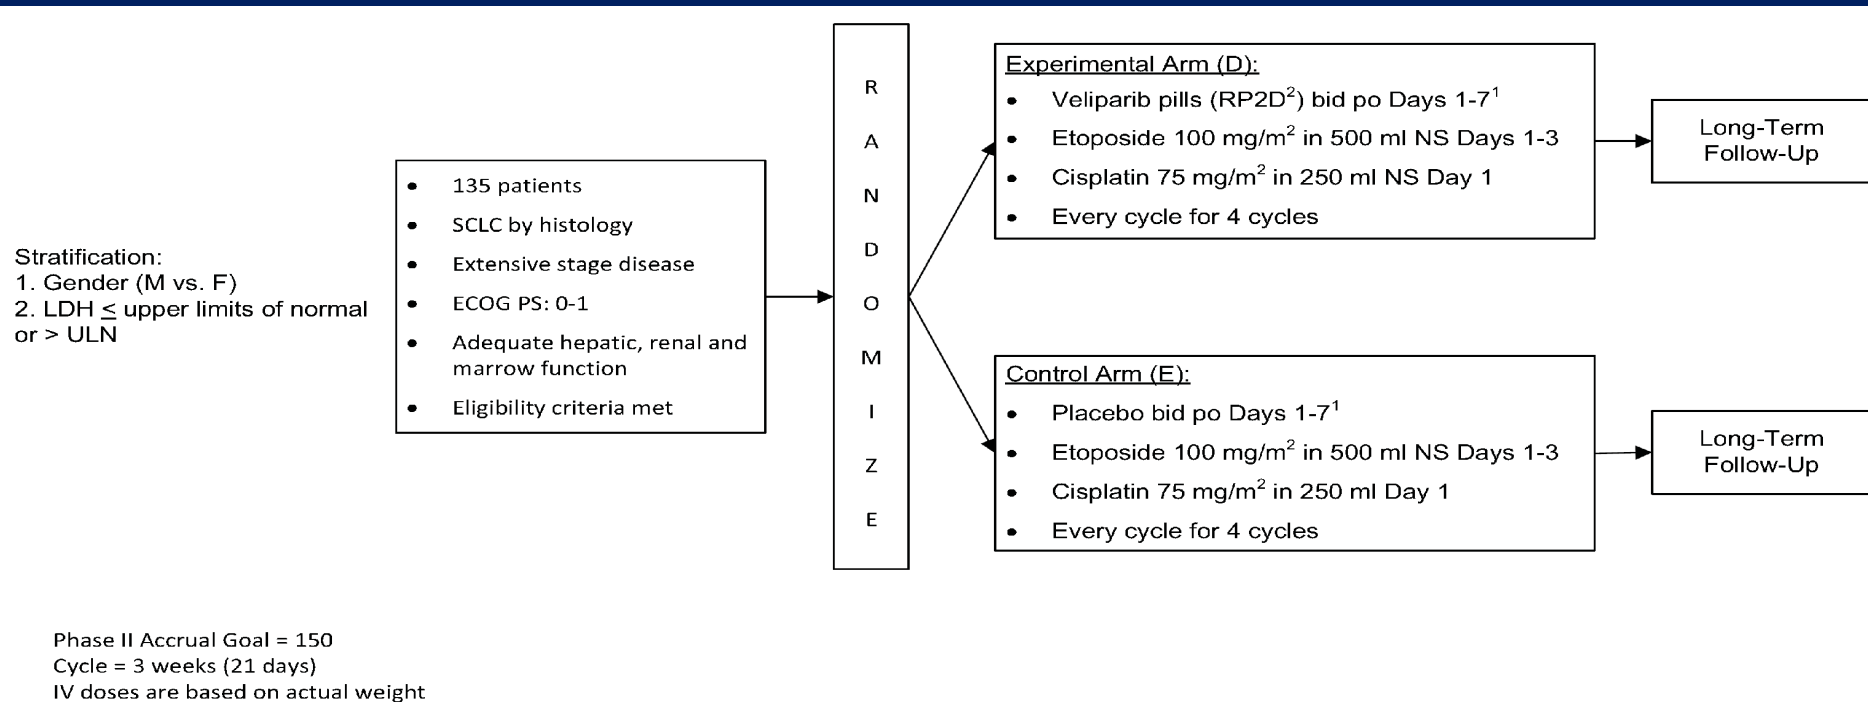 Stratification:
1. Gender (M vs. F)
2. LDH ≤ upper limits of normal
or > ULN
• 135 patients
• SCLC by histology
• Extensive stage disease
• ECOG PS: 0-1
• Adequate hepatic, renal and
marrow function
• Eligibility criteria met
R
A
N
D
O
M
I
Z
E
Experimental Arm (D):
• Veliparib pills (RP2D²) bid po Days 1-7¹
• Etoposide 100 mg/m² in 500 ml NS Days 1-3
• Cisplatin 75 mg/m² in 250 ml NS Day 1
• Every cycle for 4 cycles
Long-Term
Follow-Up
Control Arm (E):
• Placebo bid po Days 1-7¹
• Etoposide 100 mg/m² in 500 ml NS Days 1-3
• Cisplatin 75 mg/m² in 250 ml Day 1
• Every cycle for 4 cycles
Long-Term
Follow-Up
Phase II Accrual Goal = 150
Cycle = 3 weeks (21 days)
IV doses are based on actual weight